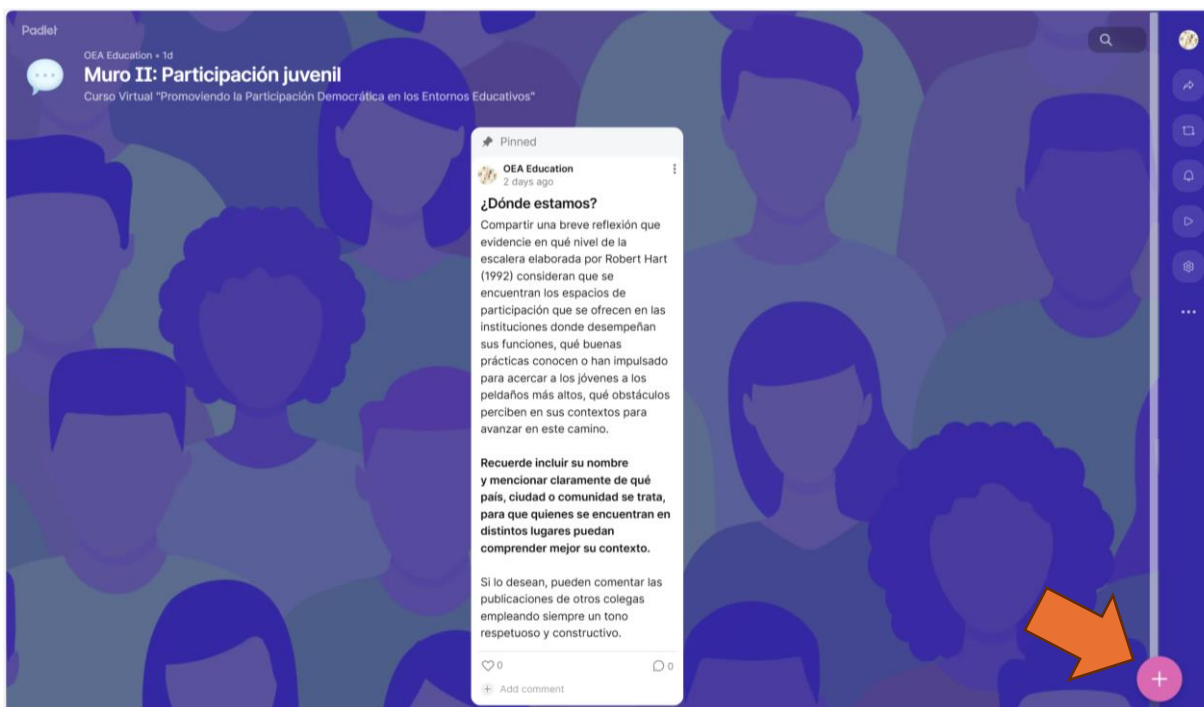 Padlet
OEA Education • 1d
Muro II: Participación juvenil
Curso Virtual "Promoviendo la Participación Democrática en los Entornos Educativos"
Pinned
OEA Education
2 days ago
¿Dónde estamos?
Compartir una breve reflexión que
evidencie en qué nivel de la
escalera elaborada por Robert Hart
(1992) consideran que se
encuentran los espacios de
participación que se ofrecen en las
instituciones donde desempeñan
sus funciones, qué buenas
prácticas conocen o han impulsado
para acercar a los jóvenes a los
peldaños más altos, qué obstáculos
perciben en sus contextos para
avanzar en este camino.
Recuerde incluir su nombre
y mencionar claramente de qué
país, ciudad o comunidad se trata,
para que quienes se encuentran en
distintos lugares puedan
comprender mejor su contexto.
Si lo desean, pueden comentar las
publicaciones de otros colegas
empleando siempre un tono
respetuoso y constructivo.
0
0
Add comment